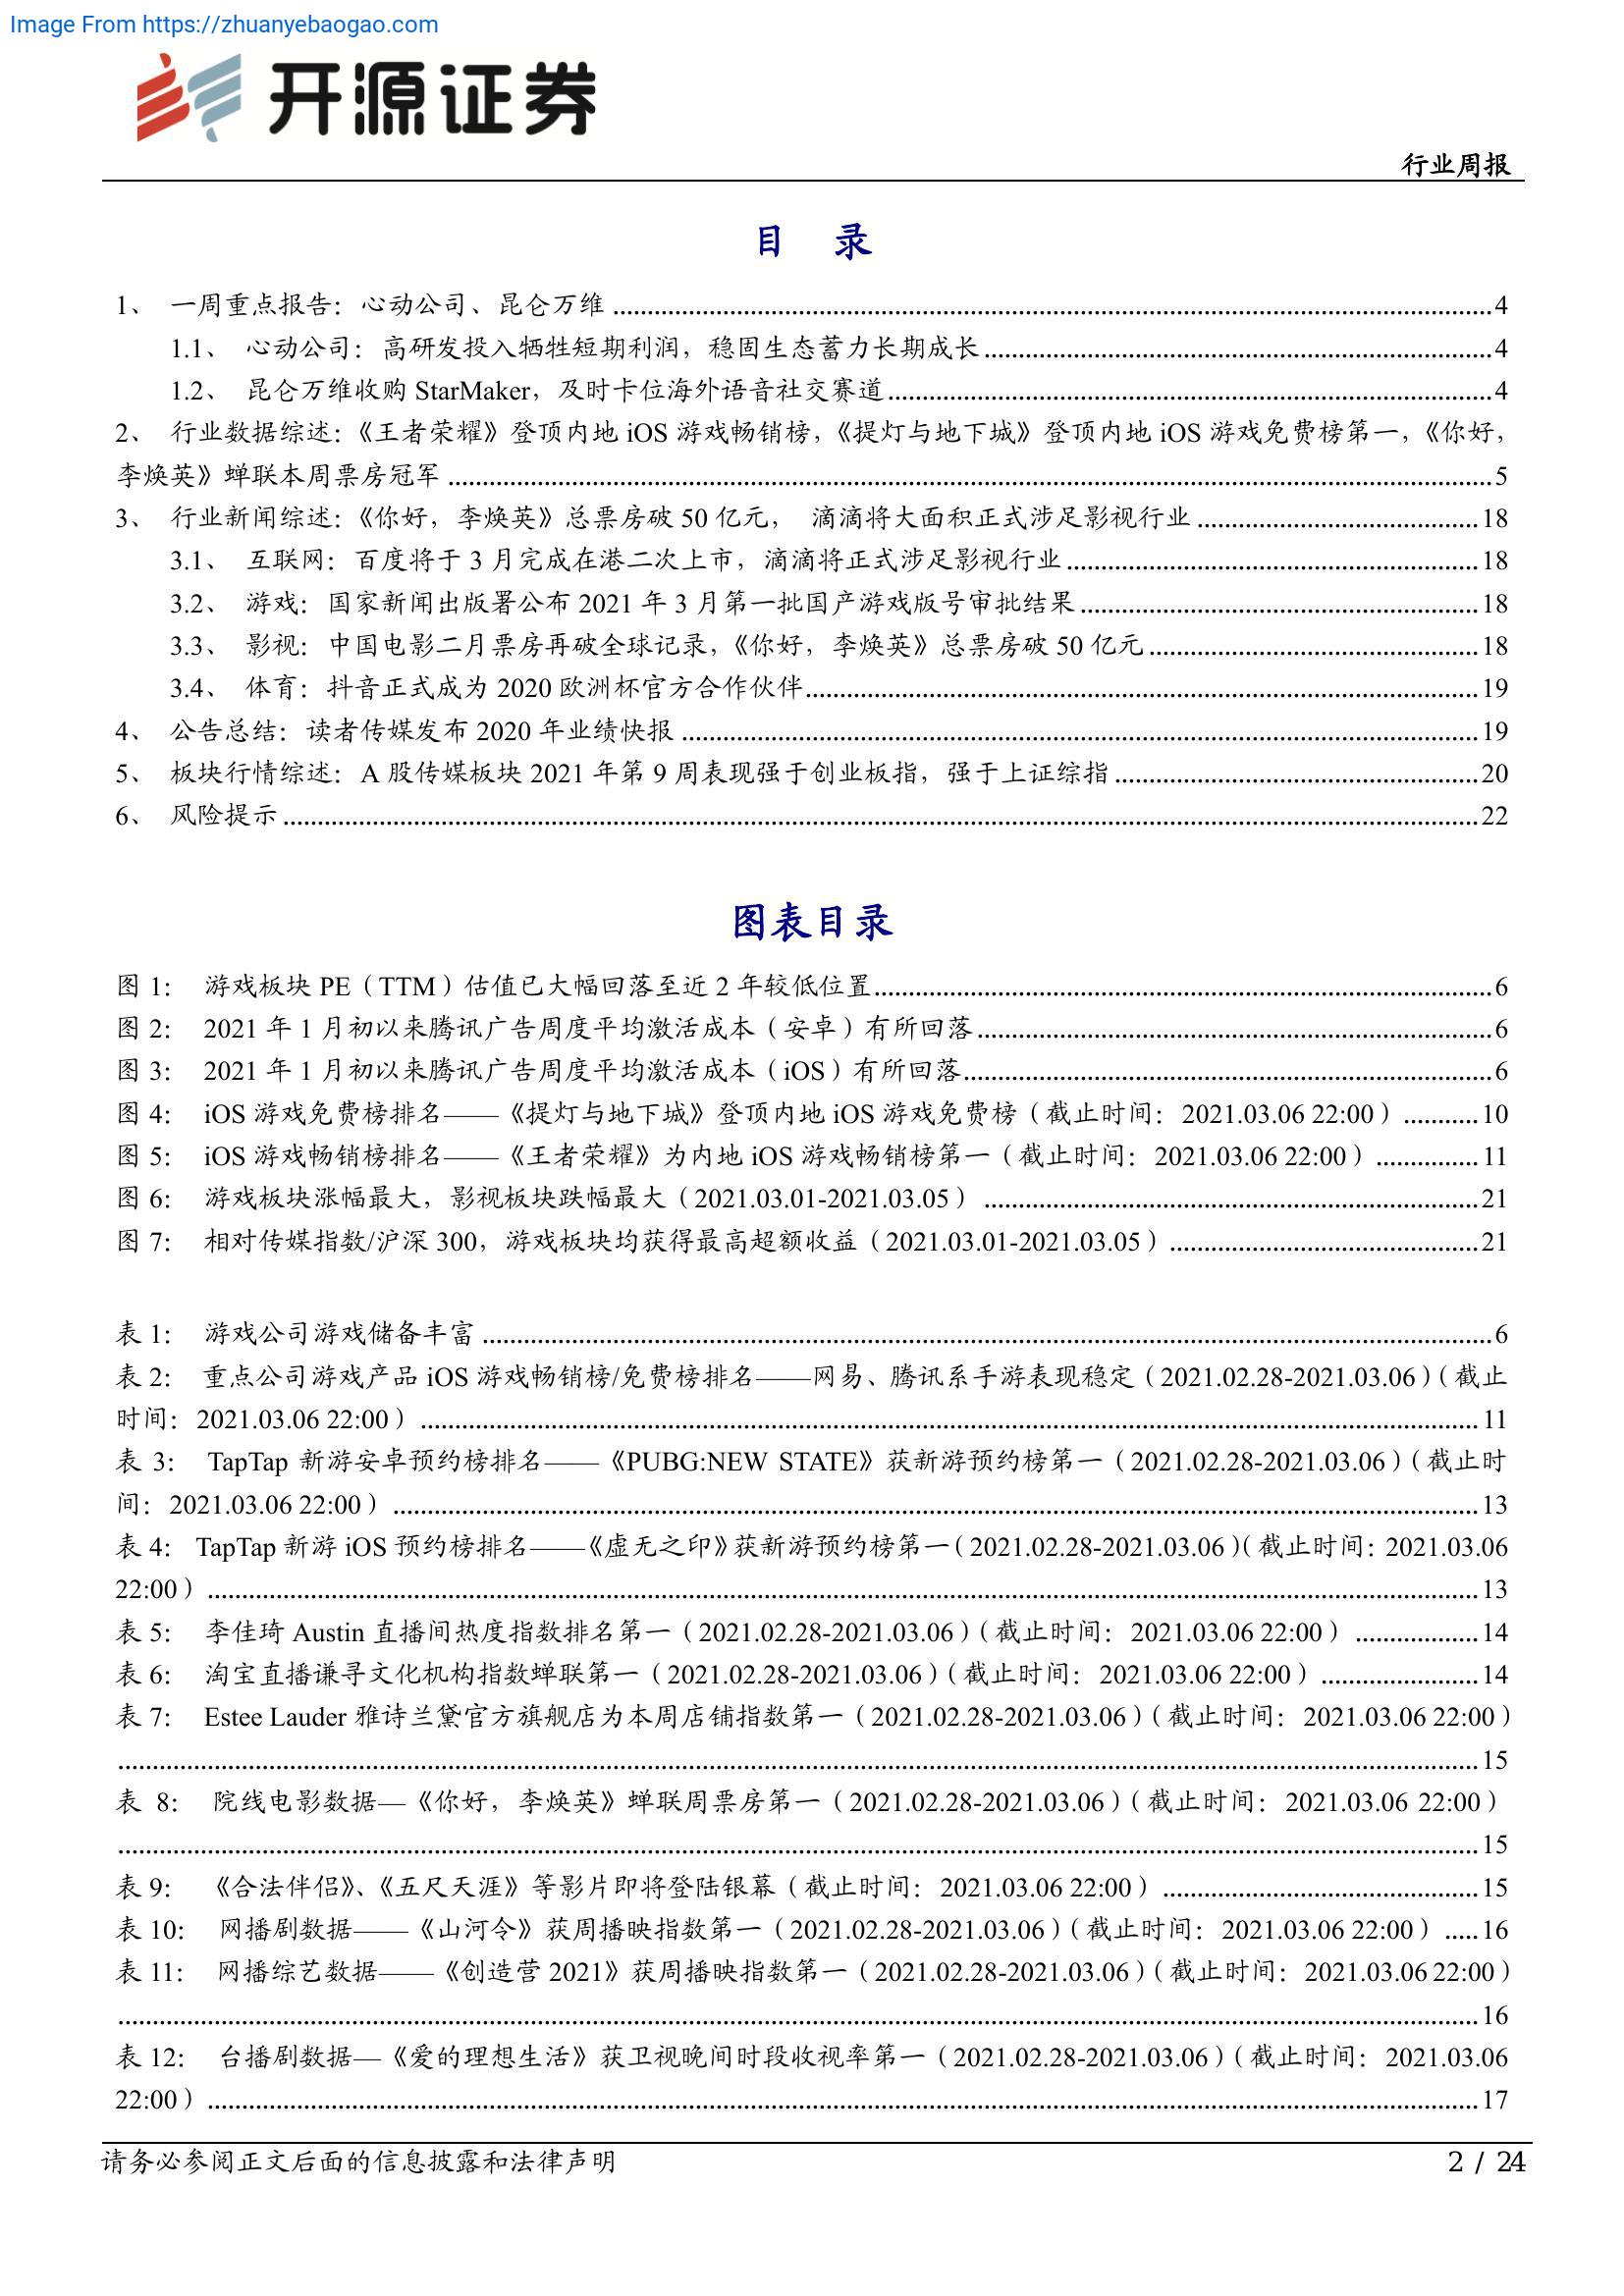 Image From https://zhuanyebaogao.com
开源证券
行业周报
目 录
1、 一周重点报告：心动公司、昆仑万维 ........ 4
1.1、 心动公司：高研发投入牺牲短期利润，稳固生态蓄力长期成长 ........ 4
1.2、 昆仑万维收购 StarMaker，及时卡位海外语音社交赛道 ........ 4
2、 行业数据综述：《王者荣耀》登顶内地 iOS 游戏畅销榜，《提灯与地下城》登顶内地 iOS 游戏免费榜第一，《你好，
李焕英》蝉联本周票房冠军 ........ 5
3、 行业新闻综述：《你好，李焕英》总票房破 50 亿元， 滴滴将大面积正式涉足影视行业 ........ 18
3.1、 互联网：百度将于 3 月完成在港二次上市，滴滴将正式涉足影视行业 ........ 18
3.2、 游戏：国家新闻出版署公布 2021 年 3 月第一批国产游戏版号审批结果 ........ 18
3.3、 影视：中国电影二月票房再破全球记录，《你好，李焕英》总票房破 50 亿元 ........ 18
3.4、 体育：抖音正式成为 2020 欧洲杯官方合作伙伴 ........ 19
4、 公告总结：读者传媒发布 2020 年业绩快报 ........ 19
5、 板块行情综述：A 股传媒板块 2021 年第 9 周表现强于创业板指，强于上证综指 ........ 20
6、 风险提示 ........ 22
图表目录
图 1： 游戏板块 PE（TTM）估值已大幅回落至近 2 年较低位置 ........ 6
图 2： 2021 年 1 月初以来腾讯广告周度平均激活成本（安卓）有所回落 ........ 6
图 3： 2021 年 1 月初以来腾讯广告周度平均激活成本（iOS）有所回落 ........ 6
图 4： iOS 游戏免费榜排名——《提灯与地下城》登顶内地 iOS 游戏免费榜（截止时间：2021.03.06 22:00） ........ 10
图 5： iOS 游戏畅销榜排名——《王者荣耀》为内地 iOS 游戏畅销榜第一（截止时间：2021.03.06 22:00） ........ 11
图 6： 游戏板块涨幅最大，影视板块跌幅最大（2021.03.01-2021.03.05） ........ 21
图 7： 相对传媒指数/沪深 300，游戏板块均获得最高超额收益（2021.03.01-2021.03.05） ........ 21
表 1： 游戏公司游戏储备丰富 ........ 6
表 2： 重点公司游戏产品 iOS 游戏畅销榜/免费榜排名——网易、腾讯系手游表现稳定（2021.02.28-2021.03.06）（截止
时间：2021.03.06 22:00） ........ 11
表 3： TapTap 新游安卓预约榜排名——《PUBG:NEW STATE》获新游预约榜第一（2021.02.28-2021.03.06）（截止时
间：2021.03.06 22:00） ........ 13
表 4： TapTap 新游 iOS 预约榜排名——《虚无之印》获新游预约榜第一（2021.02.28-2021.03.06）（截止时间：2021.03.06
22:00） ........ 13
表 5： 李佳琦 Austin 直播间热度指数排名第一（2021.02.28-2021.03.06）（截止时间：2021.03.06 22:00） ........ 14
表 6： 淘宝直播谦寻文化机构指数蝉联第一（2021.02.28-2021.03.06）（截止时间：2021.03.06 22:00） ........ 14
表 7： Estee Lauder 雅诗兰黛官方旗舰店为本周店铺指数第一（2021.02.28-2021.03.06）（截止时间：2021.03.06 22:00）
........ 15
表 8： 院线电影数据—《你好，李焕英》蝉联周票房第一（2021.02.28-2021.03.06）（截止时间：2021.03.06 22:00）
........ 15
表 9： 《合法伴侣》、《五尺天涯》等影片即将登陆银幕（截止时间：2021.03.06 22:00） ........ 15
表 10： 网播剧数据——《山河令》获周播映指数第一（2021.02.28-2021.03.06）（截止时间：2021.03.06 22:00） ..... 16
表 11： 网播综艺数据——《创造营 2021》获周播映指数第一（2021.02.28-2021.03.06）（截止时间：2021.03.06 22:00）
........ 16
表 12： 台播剧数据—《爱的理想生活》获卫视晚间时段收视率第一（2021.02.28-2021.03.06）（截止时间：2021.03.06
22:00） ........ 17
请务必参阅正文后面的信息披露和法律声明
2 / 24